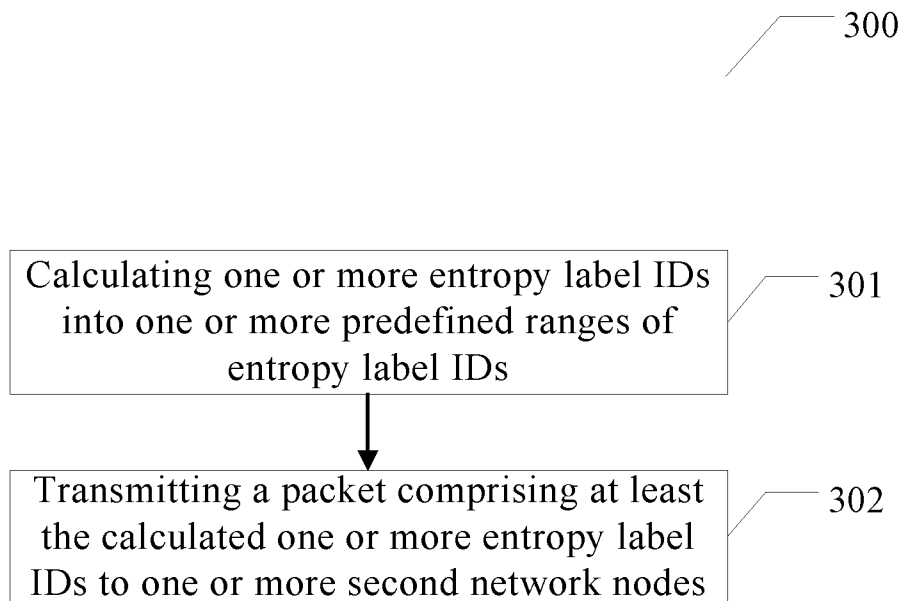 300
Calculating one or more entropy label IDs
into one or more predefined ranges of
entropy label IDs
301
Transmitting a packet comprising at least
the calculated one or more entropy label
IDs to one or more second network nodes
302